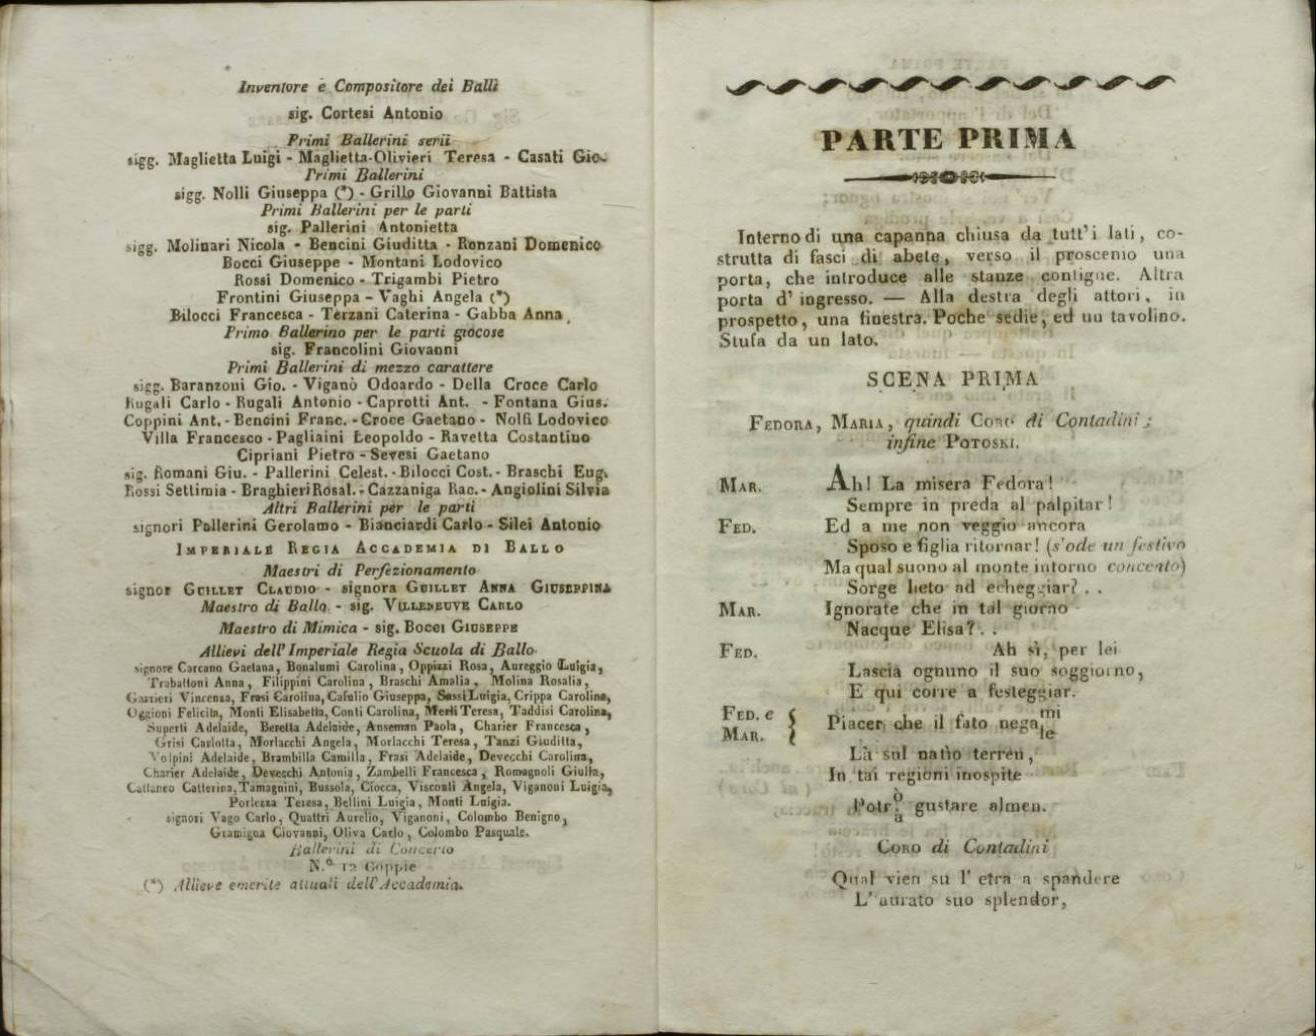 Inventore e Compositore dei Balli
sig. Cortesi Antonio
Primi Ballerini serii
sigg. Maglietta Luigi - Maglietta-Olivieri Teresa - Casati Gio.
Primi Ballerini
sigg. Nolli Giuseppa (*) - Grillo Giovanni Battista
Primi Ballerini per le parti
sig. Pallerini Antonietta
sigg. Molinari Nicola - Bencini Giuditta - Ronzani Domenico
Bocci Giuseppe - Montani Lodovico
Rossi Domenico - Trigambi Pietro
Frontini Giuseppa - Vaghi Angela (*)
Bilocci Francesca - Terzani Caterina - Gabba Anna
Primo Ballerino per le parti giocose
sig. Francolini Giovanni
Primi Ballerini di mezzo carattere
sigg. Baranzoni Gio. - Viganò Odoardo - Della Croce Carlo
Rugali Carlo - Rugali Antonio - Caprotti Ant. - Fontana Gius.
Coppini Ant. - Bencini Franc. - Croce Gaetano - Nolfi Lodovico
Villa Francesco - Pagliaini Leopoldo - Ravetta Costantino
Cipriani Pietro - Sevesi Gaetano
sig. Romani Giu. - Pallerini Celest. - Bilocci Cost. - Braschi Eug.
Rossi Settimia - Braghieri Rosal. - Cazzaniga Rac. - Angiolini Silvia
Altri Ballerini per le parti
signori Pallerini Gerolamo - Bianciardi Carlo - Silei Antonio
IMPERIALE REGIA ACCADEMIA DI BALLO
Maestri di Perfezionamento
signor GUILLET CLAUDIO - signora GUILLET ANNA GIUSEPPINA
Maestro di Ballo - sig. VILLENEUVE CARLO
Maestro di Mimica - sig. BOCCI GIUSEPPE
Allievi dell' Imperiale Regia Scuola di Ballo
signore Carcano Gaetana, Bonalumi Carolina, Oppizzi Rosa, Aureggio Luigia,
Trabattoni Anna, Filippini Carolina, Braschi Amalia, Molina Rosalia,
Gaarieri Vincenza, Frasi Carolina, Cafulio Giuseppa, Sassi Luigia, Crippa Carolina,
Oggioni Felicita, Monti Elisabetta, Conti Carolina, Merli Teresa, Taddisi Carolina,
Superti Adelaide, Beretta Adelaide, Anseman Paola, Charier Francesca,
Grisi Carlotta, Morlacchi Angela, Morlacchi Teresa, Tanzi Giuditta,
Volpini Adelaide, Brambilla Camilla, Frasi Adelaide, Devecchi Carolina,
Charier Adelaide, Devecchi Antonia, Zambelli Francesca, Romagnoli Giulia,
Cattaneo Catterina, Tamagnini, Bussola, Ciocca, Visconti Angela, Viganoni Luigia,
Porlezza Teresa, Bellini Luigia, Monti Luigia.
signori Vago Carlo, Quattri Aurelio, Viganoni, Colombo Benigno,
Gramigna Giovanni, Oliva Carlo, Colombo Pasquale.
Ballerini di Concerto
N.º 12 Coppie
(*) Allieve emerite attuali dell' Accademia.
PARTE PRIMA
Interno di una capanna chiusa da tutt' i lati, co-
strutta di fasci di abete, verso il proscenio una
porta, che introduce alle stanze contigue. Altra
porta d' ingresso. — Alla destra degli attori, in
prospetto, una finestra. Poche sedie, ed un tavolino.
Stufa da un lato.
SCENA PRIMA
FEDORA, MARIA, quindi CORO di Contadini;
infine POTOSKI.
MAR. Ah! La misera Fedora!
Sempre in preda al palpitar!
FED. Ed a me non veggio ancora
Sposo e figlia ritornar! (s'ode un festivo
Ma qual suono al monte intorno concento)
Sorge lieto ad echeggiar? . .
MAR. Ignorate che in tal giorno
Nacque Elisa? . .
FED. Ah sì, per lei
Lascia ognuno il suo soggiorno,
E qui corre a festeggiar.
FED. e MAR. { Piacer, che il fato nega mi le
Là sul natìo terren,
In tai regioni inospite
Potr ò a gustare almen.
CORO di Contadini
Qual vien su l' etra a spandere
L' aurato suo splendor,